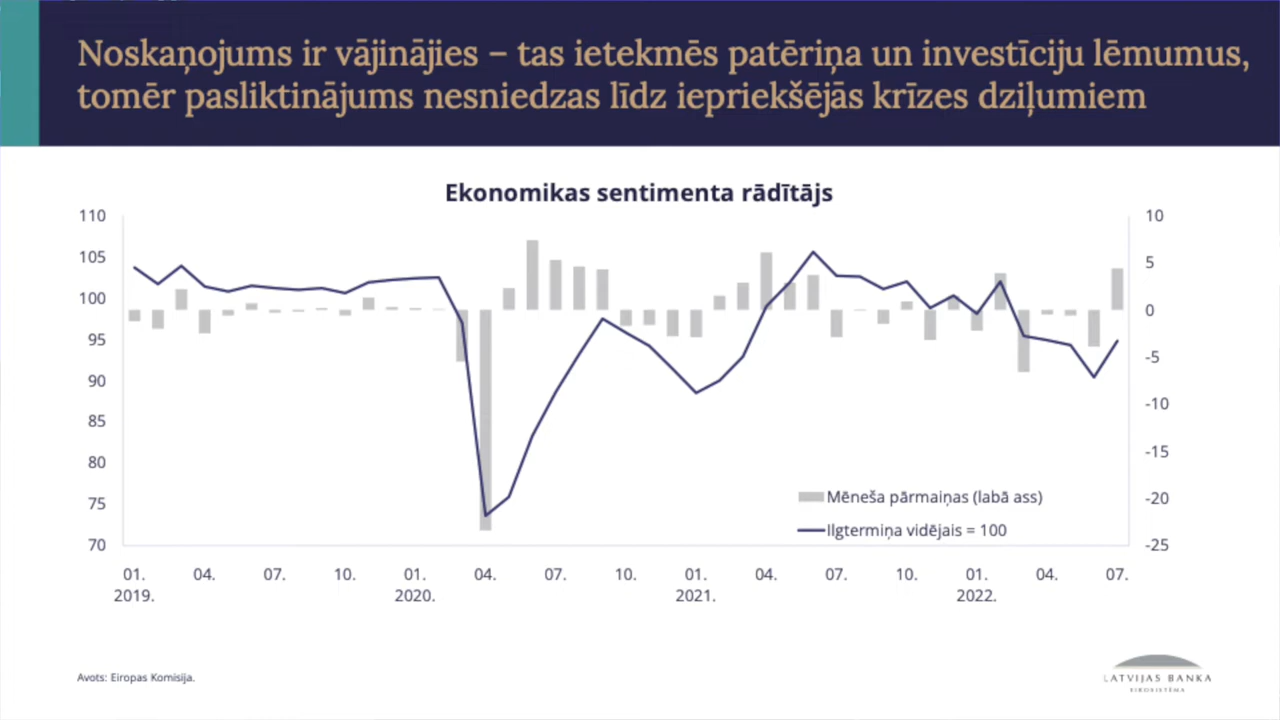 Noskaņojums ir vājinājies – tas ietekmēs patēriņa un investīciju lēmumus,
tomēr pasliktinājums nesniedzas līdz iepriekšējās krīzes dziļumiem
Ekonomikas sentimenta rādītājs
110
105
100
95
90
85
80
75
70
10
5
0
-5
-10
-15
-20
-25
Mēneša pārmaiņas (labā ass)
Ilgtermiņa vidējais = 100
01. 04. 07. 10. 01. 04. 07. 10. 01. 04. 07. 10. 01. 04. 07.
2019. 2020. 2021. 2022.
Avots: Eiropas Komisija.
LATVIJAS BANKA
EIROSISTĒMA